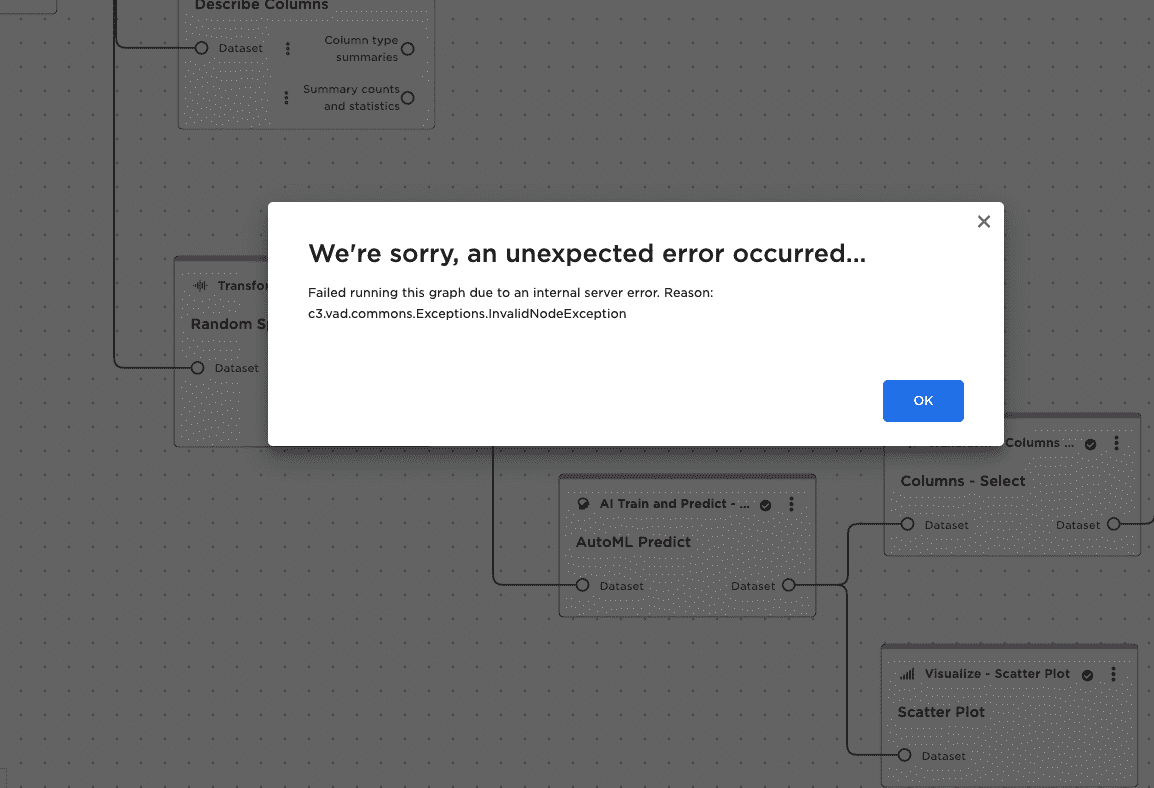 Describe Columns
Dataset
Column type
summaries
Summary counts
and statistics
We're sorry, an unexpected error occurred...
Failed running this graph due to an internal server error. Reason:
c3.vad.commons.Exceptions.InvalidNodeException
OK
Transfo
Random Sp
Dataset
Columns ...
Columns - Select
Dataset
Dataset
AI Train and Predict - ...
AutoML Predict
Dataset
Dataset
Visualize - Scatter Plot
Scatter Plot
Dataset